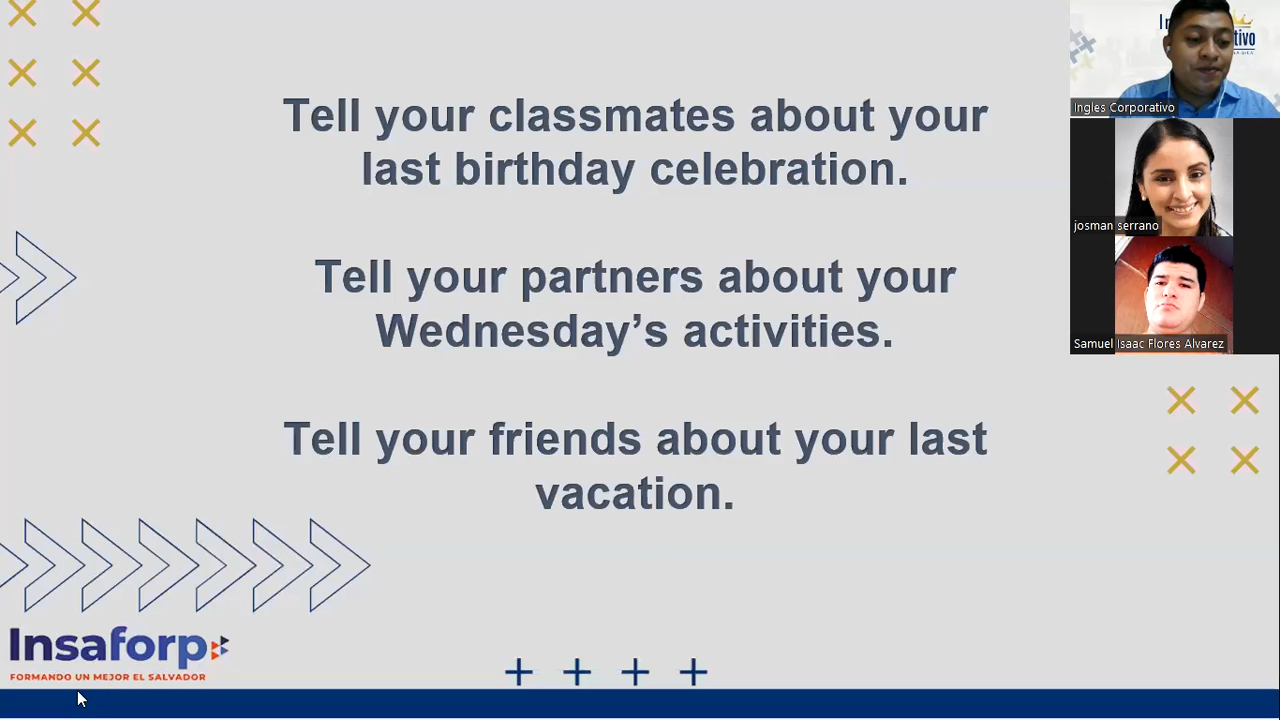 Tell your classmates about your
last birthday celebration.
Tell your partners about your
Wednesday’s activities.
Tell your friends about your last
vacation.
Insaforp
FORMANDO UN MEJOR EL SALVADOR
Ingles Corporativo
josman serrano
Samuel Isaac Flores Alvarez